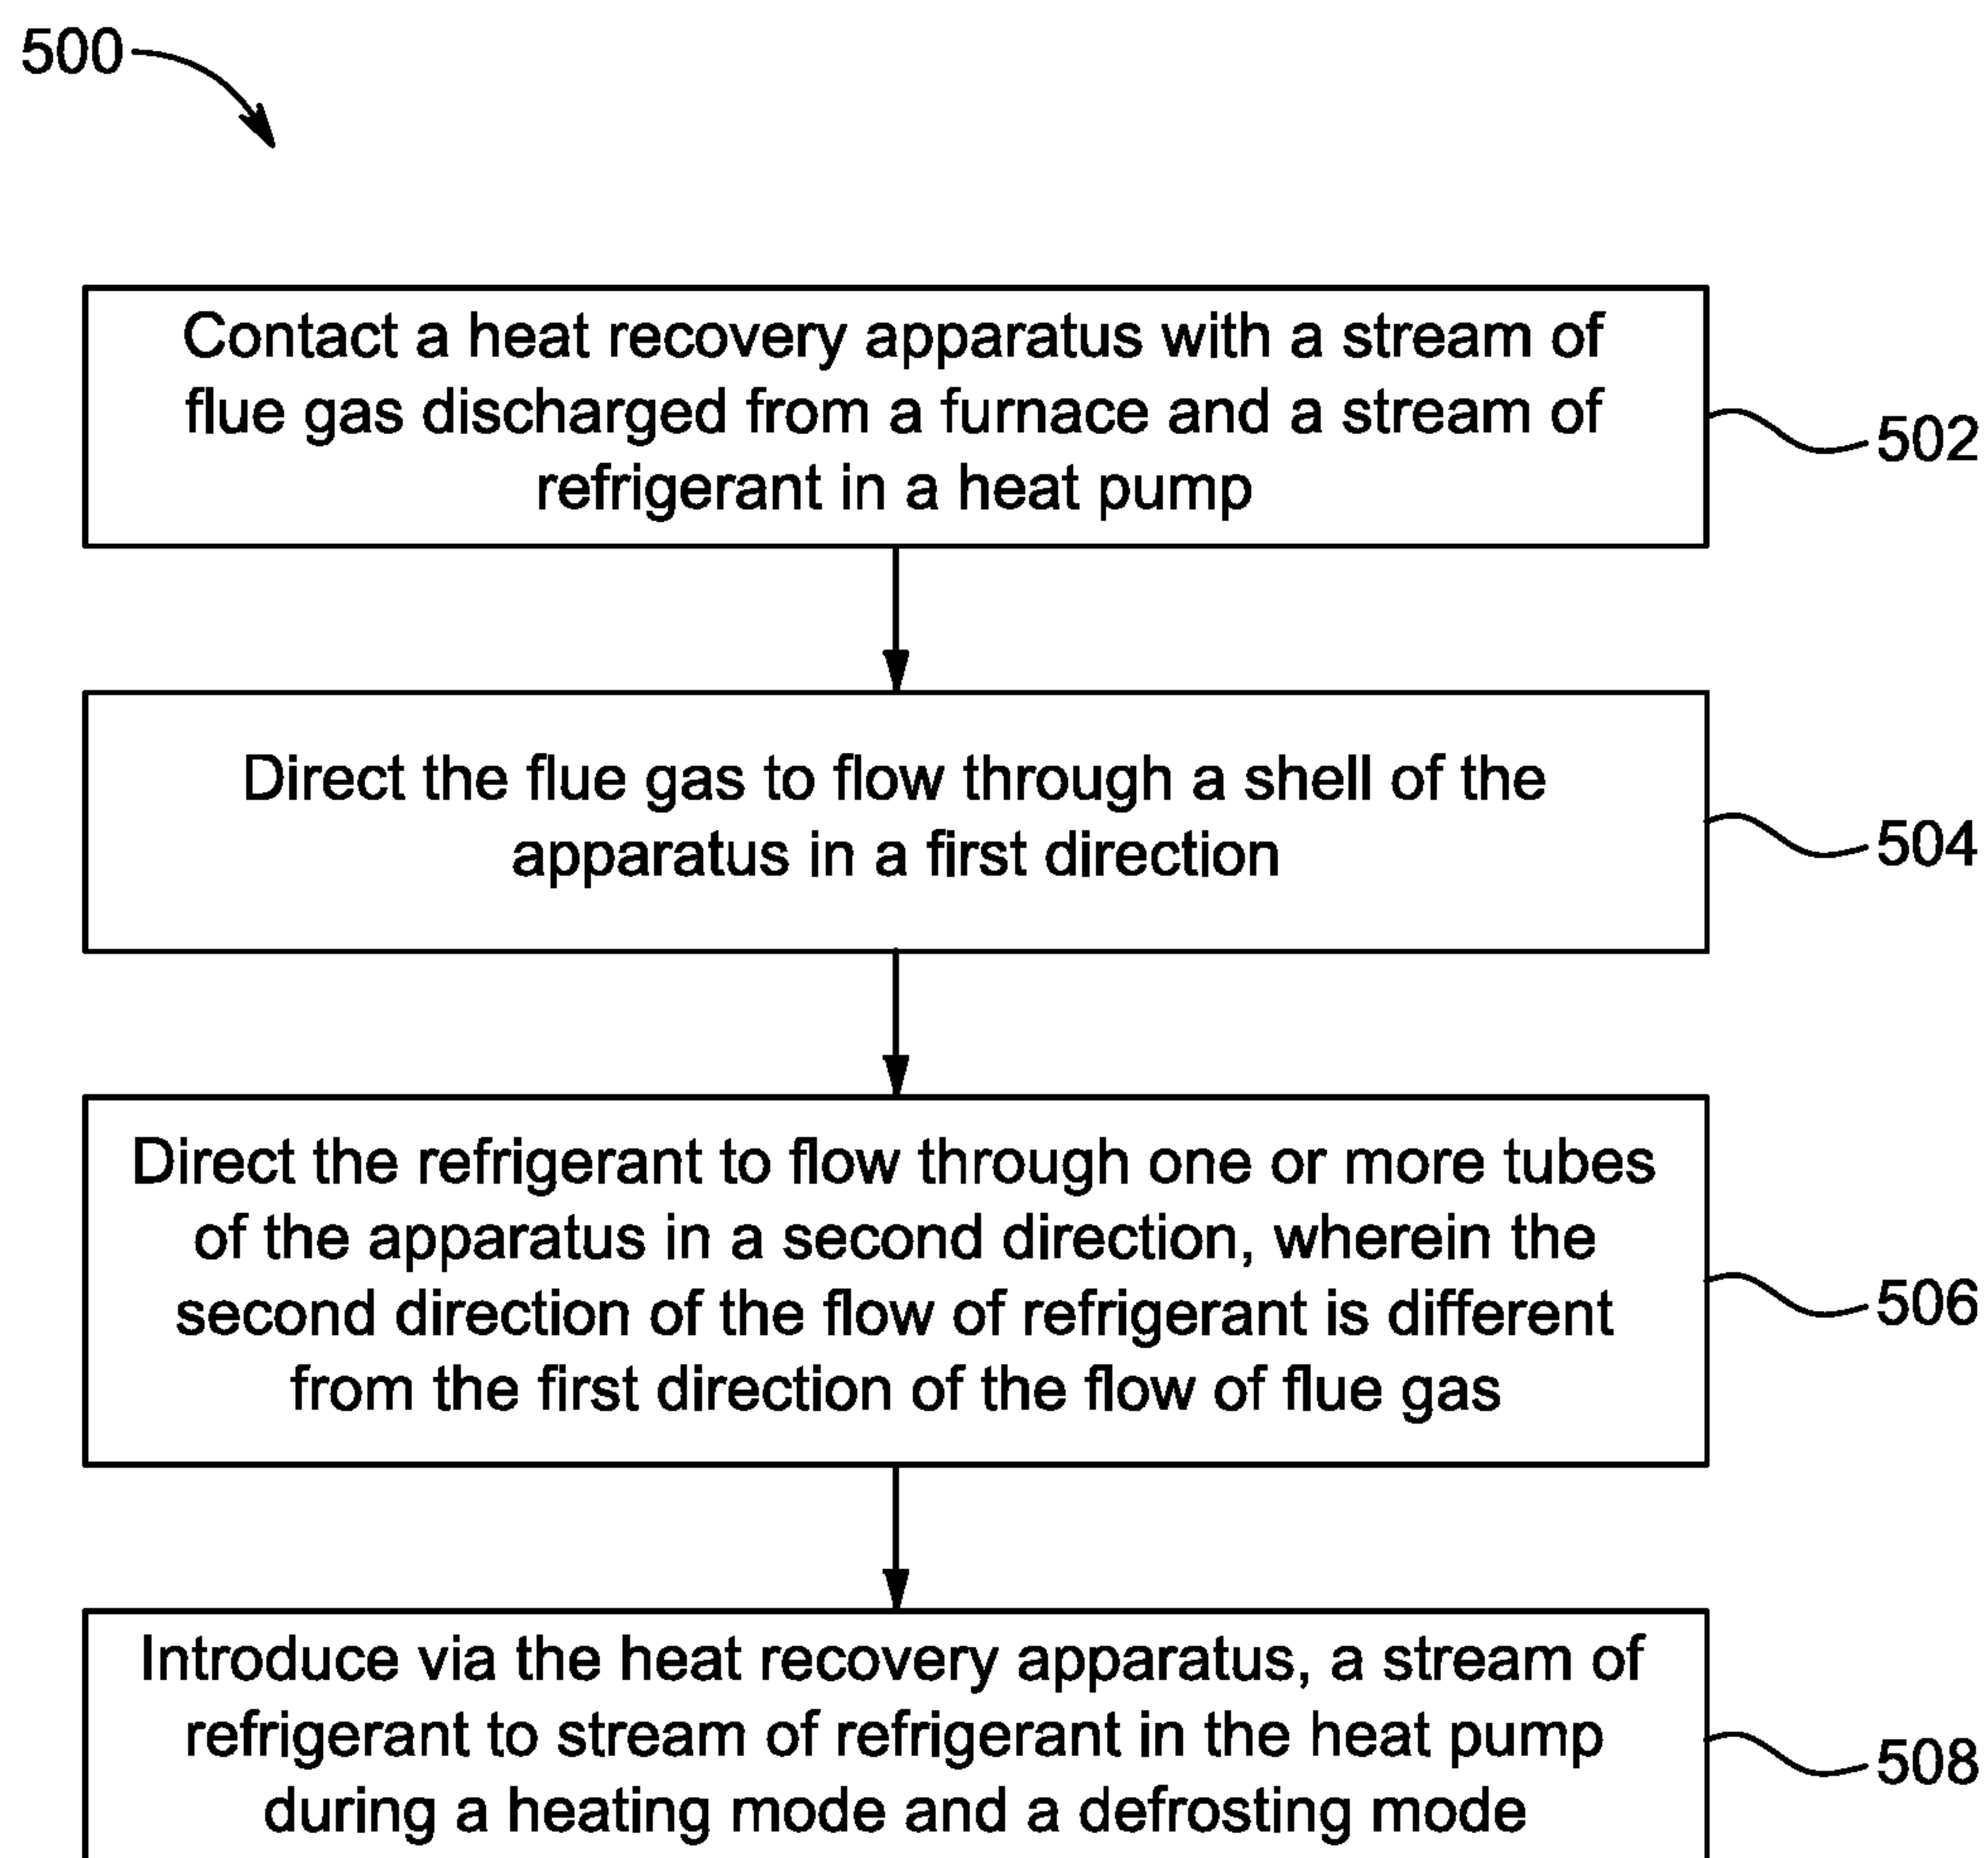 500
Contact a heat recovery apparatus with a stream of
flue gas discharged from a furnace and a stream of
refrigerant in a heat pump
502
Direct the flue gas to flow through a shell of the
apparatus in a first direction
504
Direct the refrigerant to flow through one or more tubes
of the apparatus in a second direction, wherein the
second direction of the flow of refrigerant is different
from the first direction of the flow of flue gas
506
Introduce via the heat recovery apparatus, a stream of
refrigerant to stream of refrigerant in the heat pump
during a heating mode and a defrosting mode
508